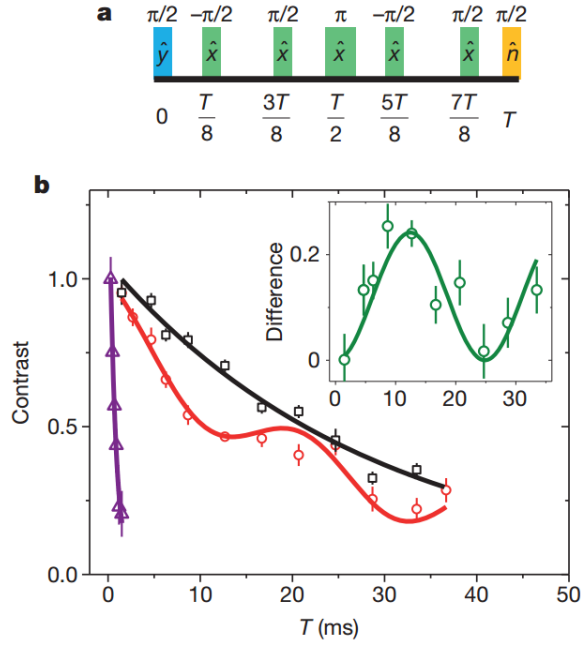 a
π/2 −π/2 π/2 π −π/2 π/2 π/2
ŷ x̂ x̂ x̂ x̂ x̂ n̂
0 T/8 3T/8 T/2 5T/8 7T/8 T
b
Contrast
1.0
0.5
0.0
0 10 20 30 40 50
T (ms)
Difference
0.2
0
0 10 20 30